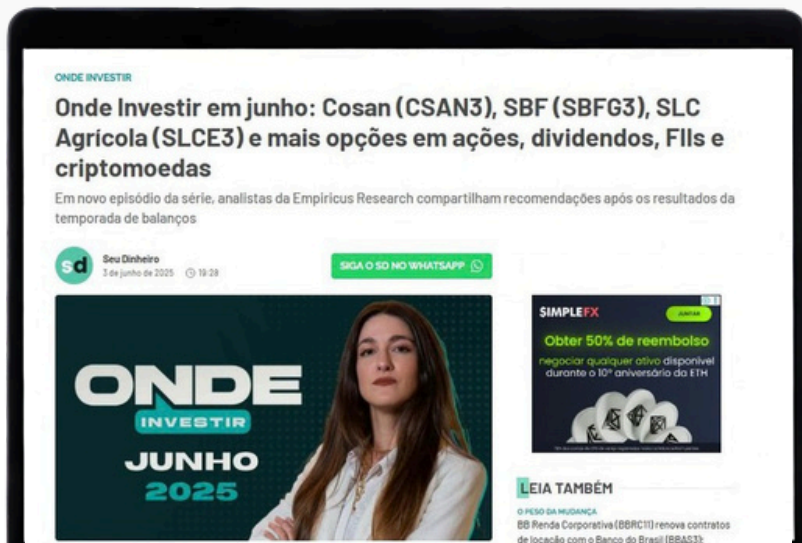 ONDE INVESTIR
Onde Investir em junho: Cosan (CSAN3), SBF (SBFG3), SLC
Agrícola (SLCE3) e mais opções em ações, dividendos, FIIs e
criptomoedas
Em novo episódio da série, analistas da Empiricus Research compartilham recomendações após os resultados da
temporada de balanços
sd
Seu Dinheiro
3 de junho de 2025 19:28
SIGA O SD NO WHATSAPP
ONDE
INVESTIR
JUNHO
2025
SIMPLEFX
JUNTAR
Obter 50% de reembolso
negociar qualquer ativo disponível
durante o 10º aniversário da ETH
LEIA TAMBÉM
O PESO DA MUDANÇA
BB Renda Corporativa (BBRC11) renova contratos
de locação com o Banco do Brasil (BBAS3);